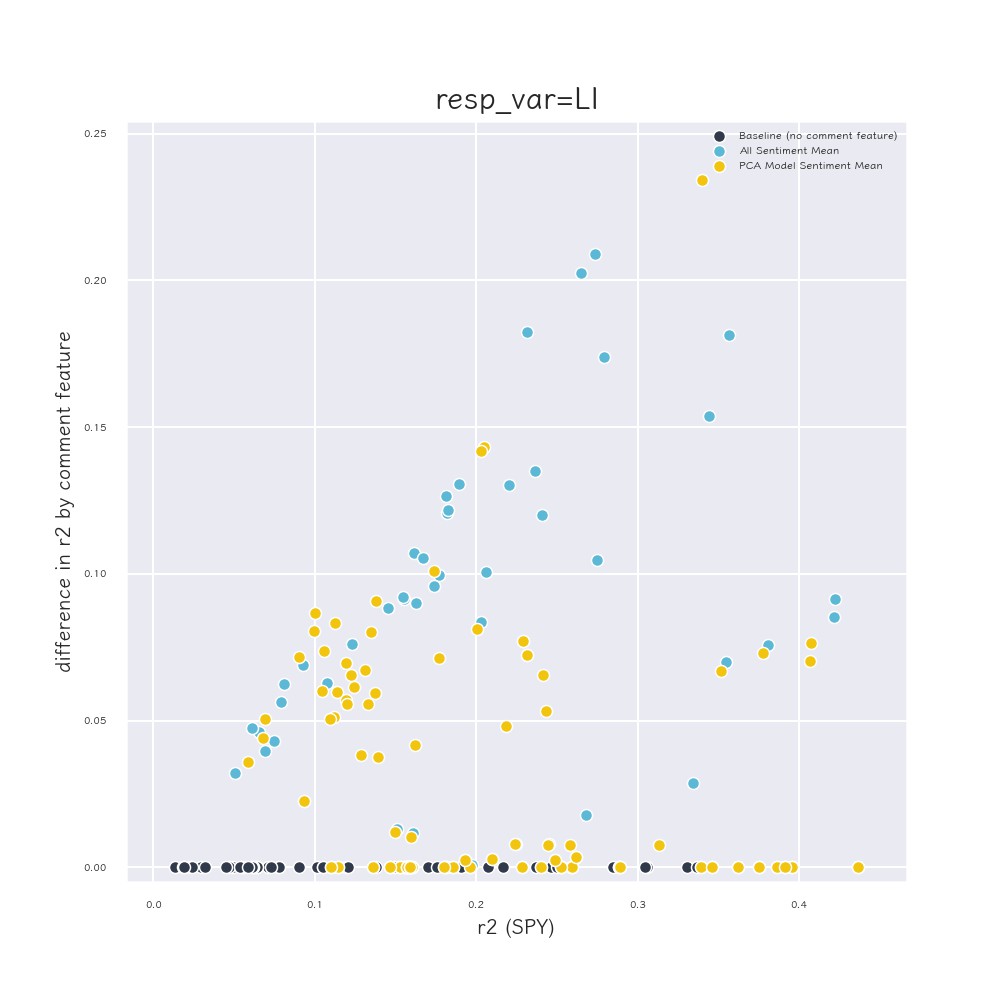 resp_var=LI
Baseline (no comment feature)
All Sentiment Mean
PCA Model Sentiment Mean
difference in r2 by comment feature
0.25
0.20
0.15
0.10
0.05
0.00
0.0 0.1 0.2 0.3 0.4
r2 (SPY)